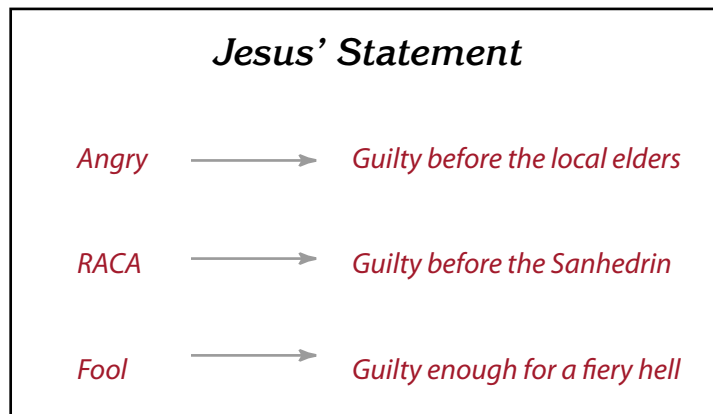 Jesus’ Statement
Angry Guilty before the local elders
RACA Guilty before the Sanhedrin
Fool Guilty enough for a fiery hell